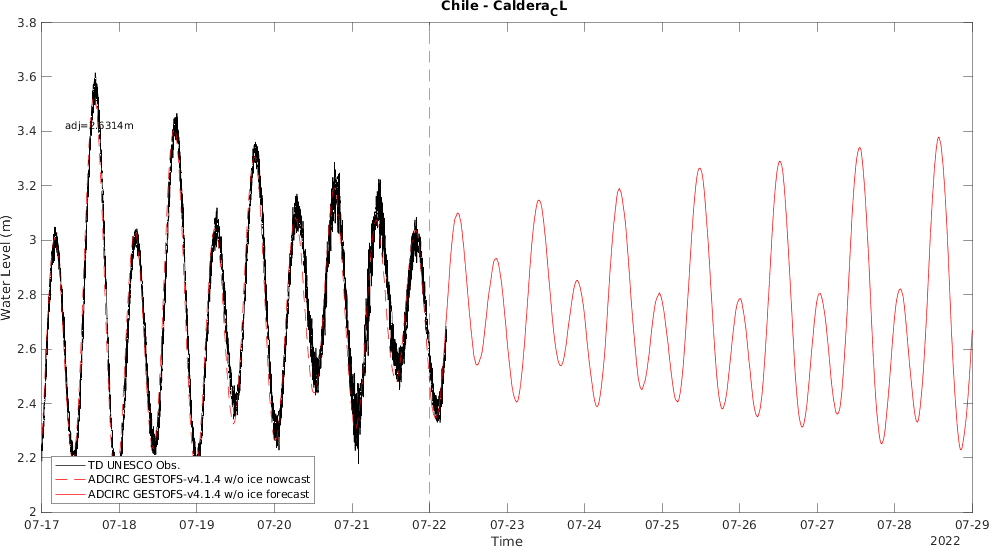 Chile - CalderaCL
3.8
3.6
3.4
3.2
3
2.8
2.6
2.4
2.2
2
Water Level (m)
adj=2.6314m
TD UNESCO Obs.
ADCIRC GESTOFS-v4.1.4 w/o ice nowcast
ADCIRC GESTOFS-v4.1.4 w/o ice forecast
07-17 07-18 07-19 07-20 07-21 07-22 07-23 07-24 07-25 07-26 07-27 07-28 07-29
Time
2022